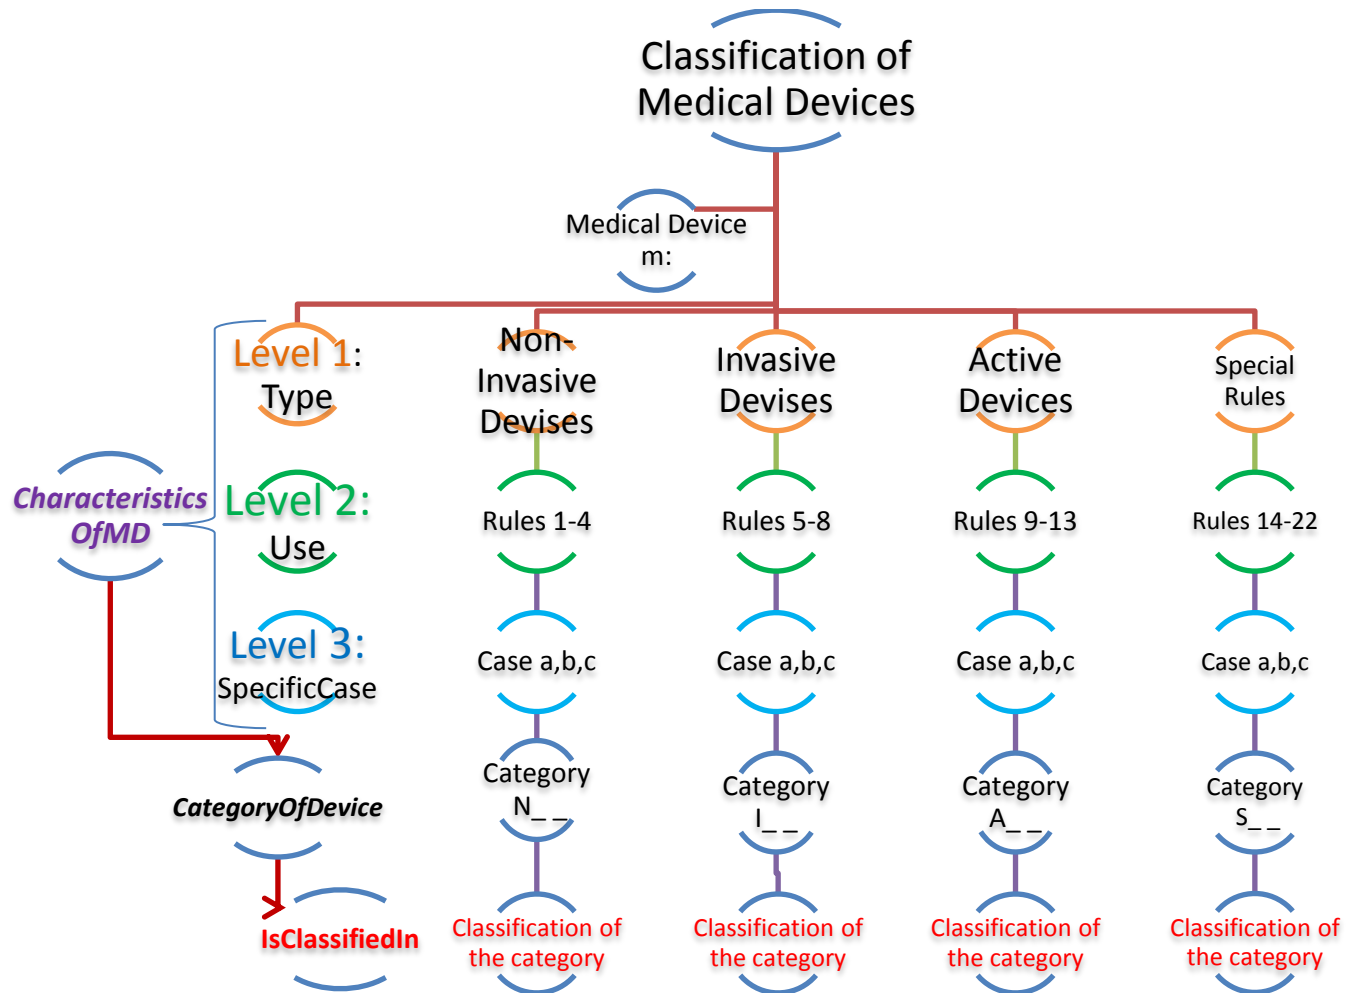 Classification of
Medical Devices
Medical Device
m:
Level 1:
Type
Non-
Invasive
Devises
Invasive
Devises
Active
Devices
Special
Rules
Characteristics
OfMD
Level 2:
Use
Rules 1-4
Rules 5-8
Rules 9-13
Rules 14-22
Level 3:
SpecificCase
Case a,b,c
Case a,b,c
Case a,b,c
Case a,b,c
CategoryOfDevice
Category
N_ _
Category
I_ _
Category
A_ _
Category
S_ _
IsClassifiedIn
Classification of
the category
Classification of
the category
Classification of
the category
Classification of
the category